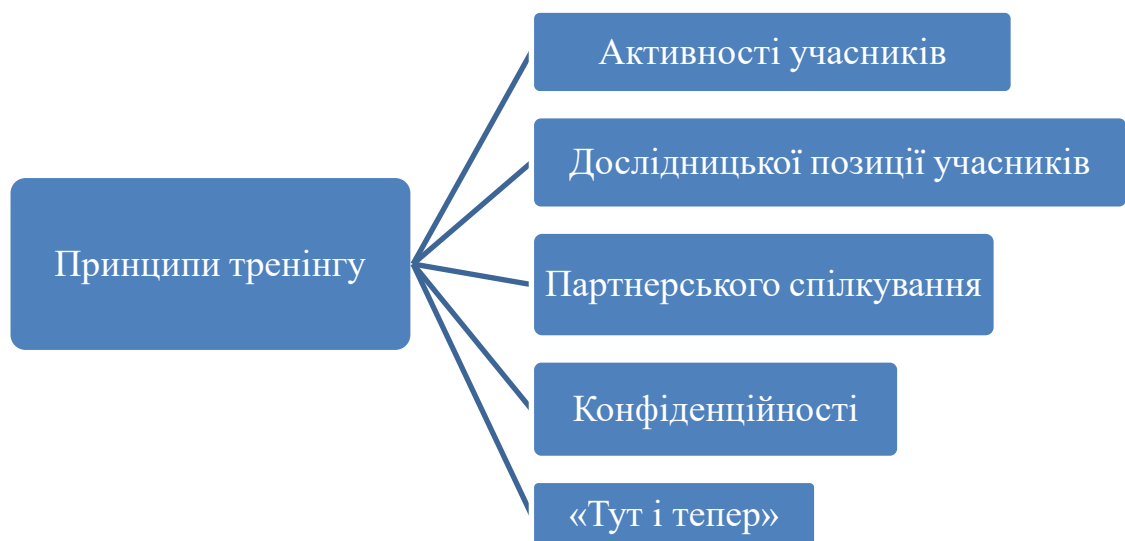 Принципи тренінгу
Активності учасників
Дослідницької позиції учасників
Партнерського спілкування
Конфіденційності
«Тут і тепер»